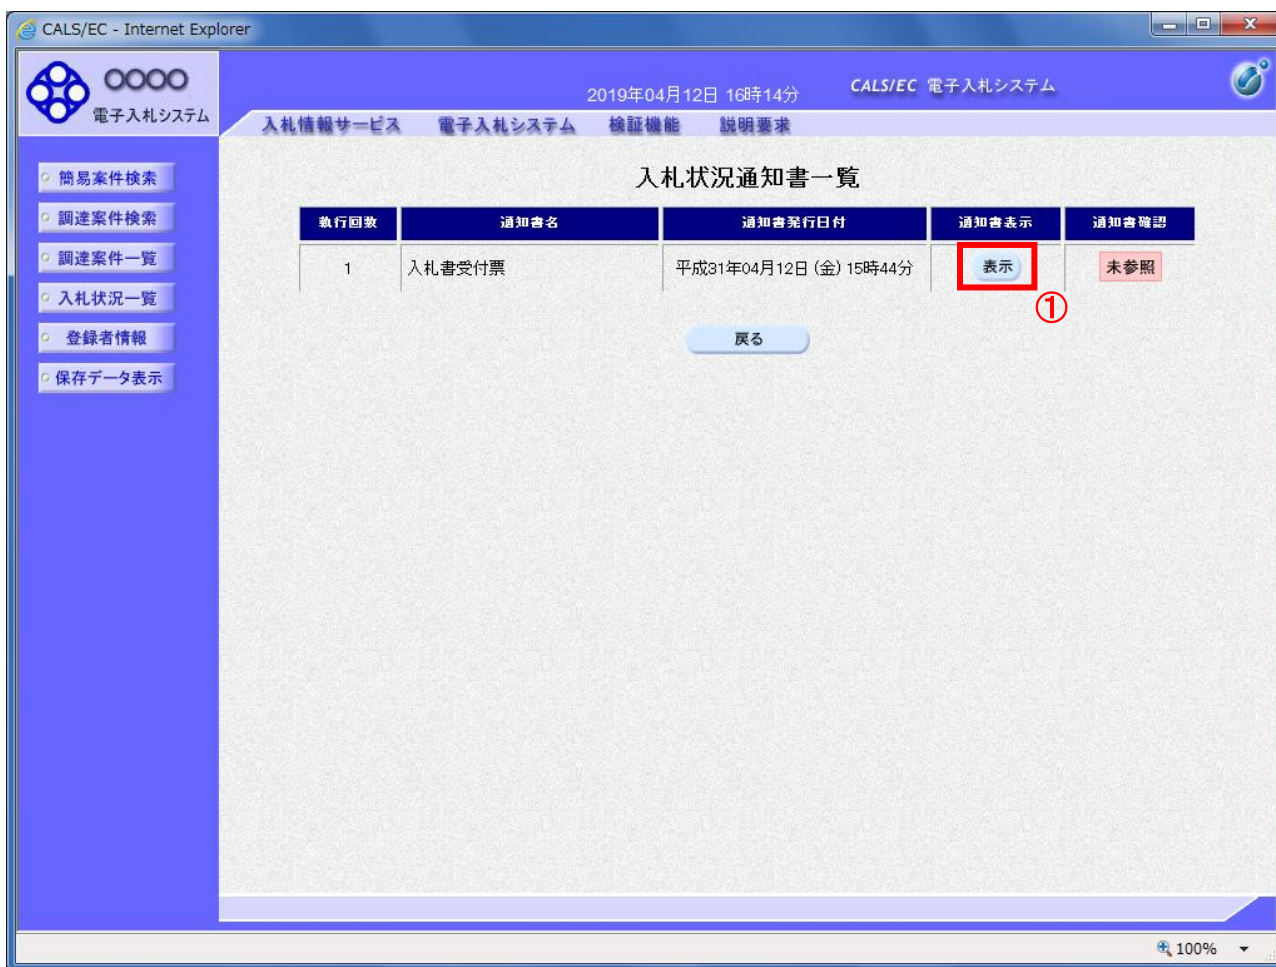 CALS/EC - Internet Explorer
〇〇〇〇
電子入札システム
2019年04月12日 16時14分
CALS/EC 電子入札システム
入札情報サービス 電子入札システム 検証機能 説明要求
簡易案件検索
調達案件検索
調達案件一覧
入札状況一覧
登録者情報
保存データ表示
入札状況通知書一覧
執行回数 通知書名 通知書発行日付 通知書表示 通知書確認
1 入札書受付票 平成31年04月12日(金) 15時44分 表示 未参照
①
戻る
100%